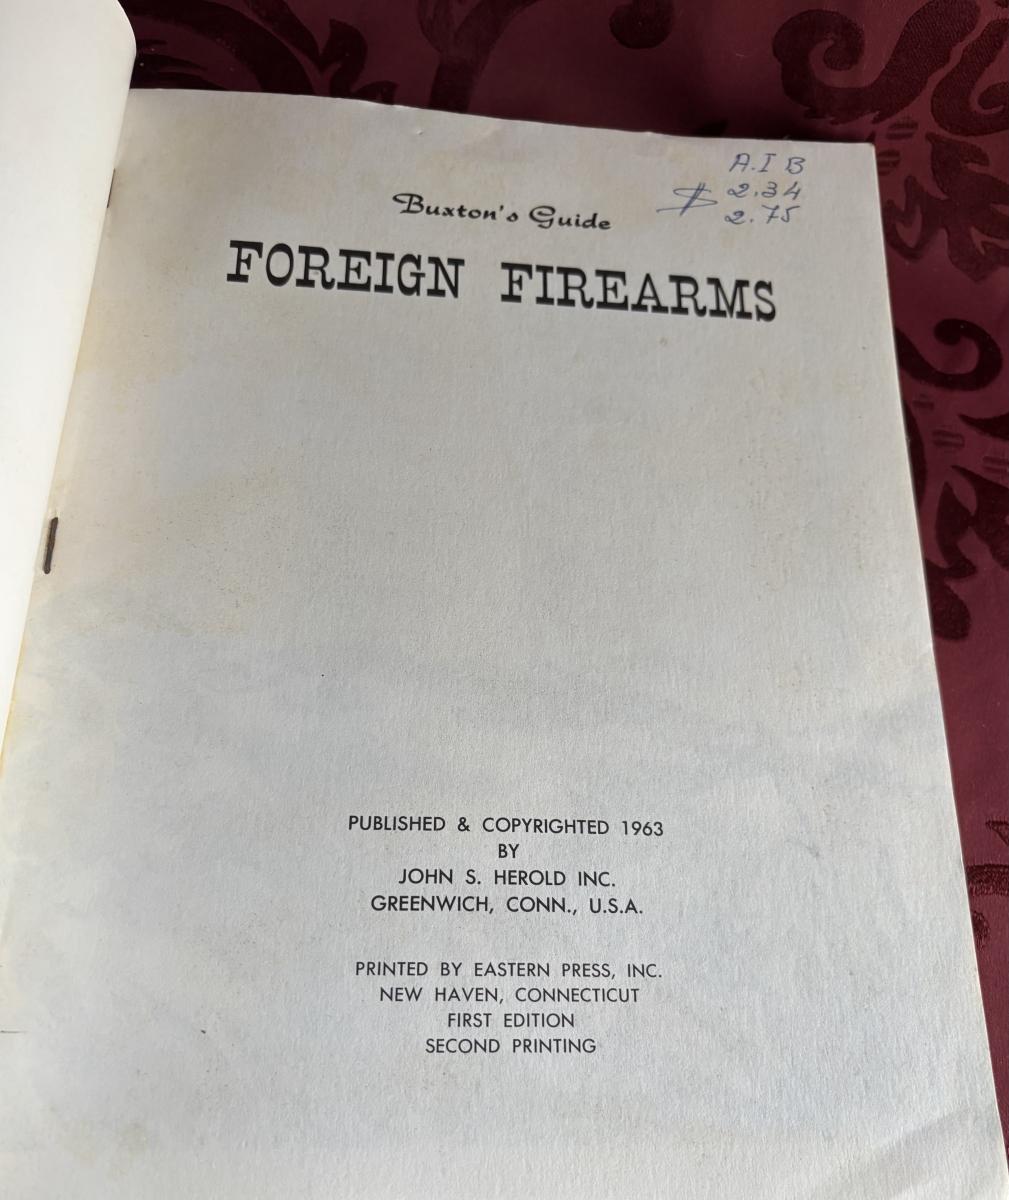 A.I B
$ 2.34
2.75
Buxton's Guide
FOREIGN FIREARMS
PUBLISHED & COPYRIGHTED 1963
BY
JOHN S. HEROLD INC.
GREENWICH, CONN., U.S.A.
PRINTED BY EASTERN PRESS, INC.
NEW HAVEN, CONNECTICUT
FIRST EDITION
SECOND PRINTING